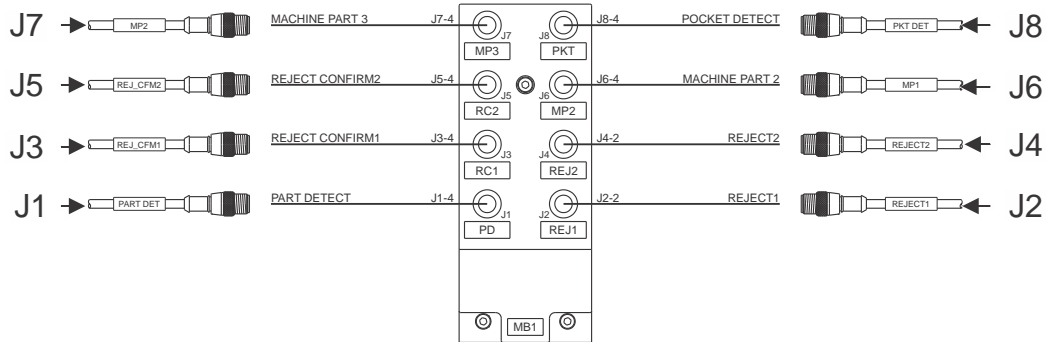 J7 MP2 MACHINE PART 3 J7-4 J7 J8 J8-4 POCKET DETECT PKT DET J8
MP3 PKT
J5 REJ_CFM2 REJECT CONFIRM2 J5-4 J5 J6 J6-4 MACHINE PART 2 MP1 J6
RC2 MP2
J3 REJ_CFM1 REJECT CONFIRM1 J3-4 J3 J4 J4-2 REJECT2 REJECT2 J4
RC1 REJ2
J1 PART DET PART DETECT J1-4 J1 J2 J2-2 REJECT1 REJECT1 J2
PD REJ1
MB1